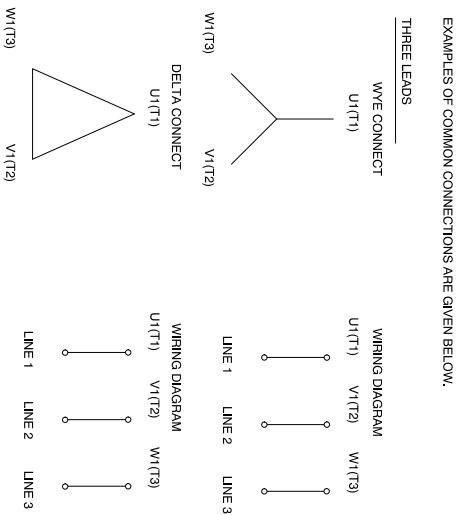 EXAMPLES OF COMMON CONNECTIONS ARE GIVEN BELOW.
THREE LEADS
WYE CONNECT
U1(T1)
W1(T3)
V1(T2)
WIRING DIAGRAM
U1(T1) V1(T2) W1(T3)
LINE 1 LINE 2 LINE 3
DELTA CONNECT
U1(T1)
W1(T3)
V1(T2)
WIRING DIAGRAM
U1(T1) V1(T2) W1(T3)
LINE 1 LINE 2 LINE 3